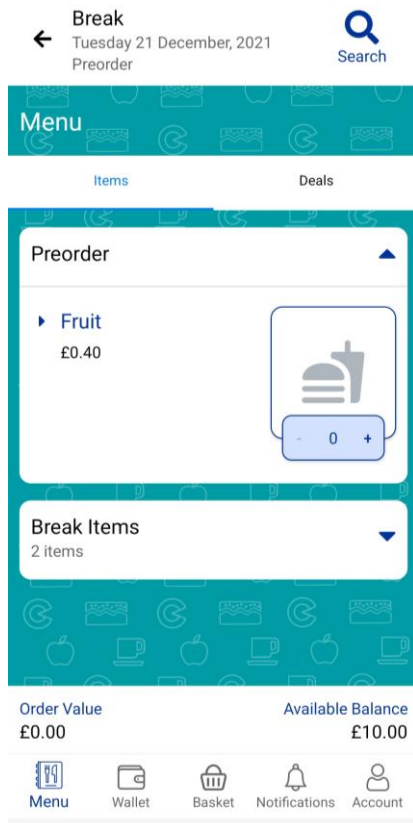 Break
Tuesday 21 December, 2021
Preorder
Search
Menu
Items
Deals
Preorder
Fruit
£0.40
- 0 +
Break Items
2 items
Order Value
£0.00
Available Balance
£10.00
Menu
Wallet
Basket
Notifications
Account